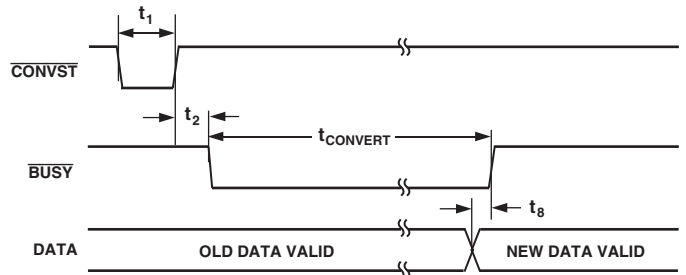 t1
CONVST
t2
tCONVERT
BUSY
t8
DATA
OLD DATA VALID
NEW DATA VALID